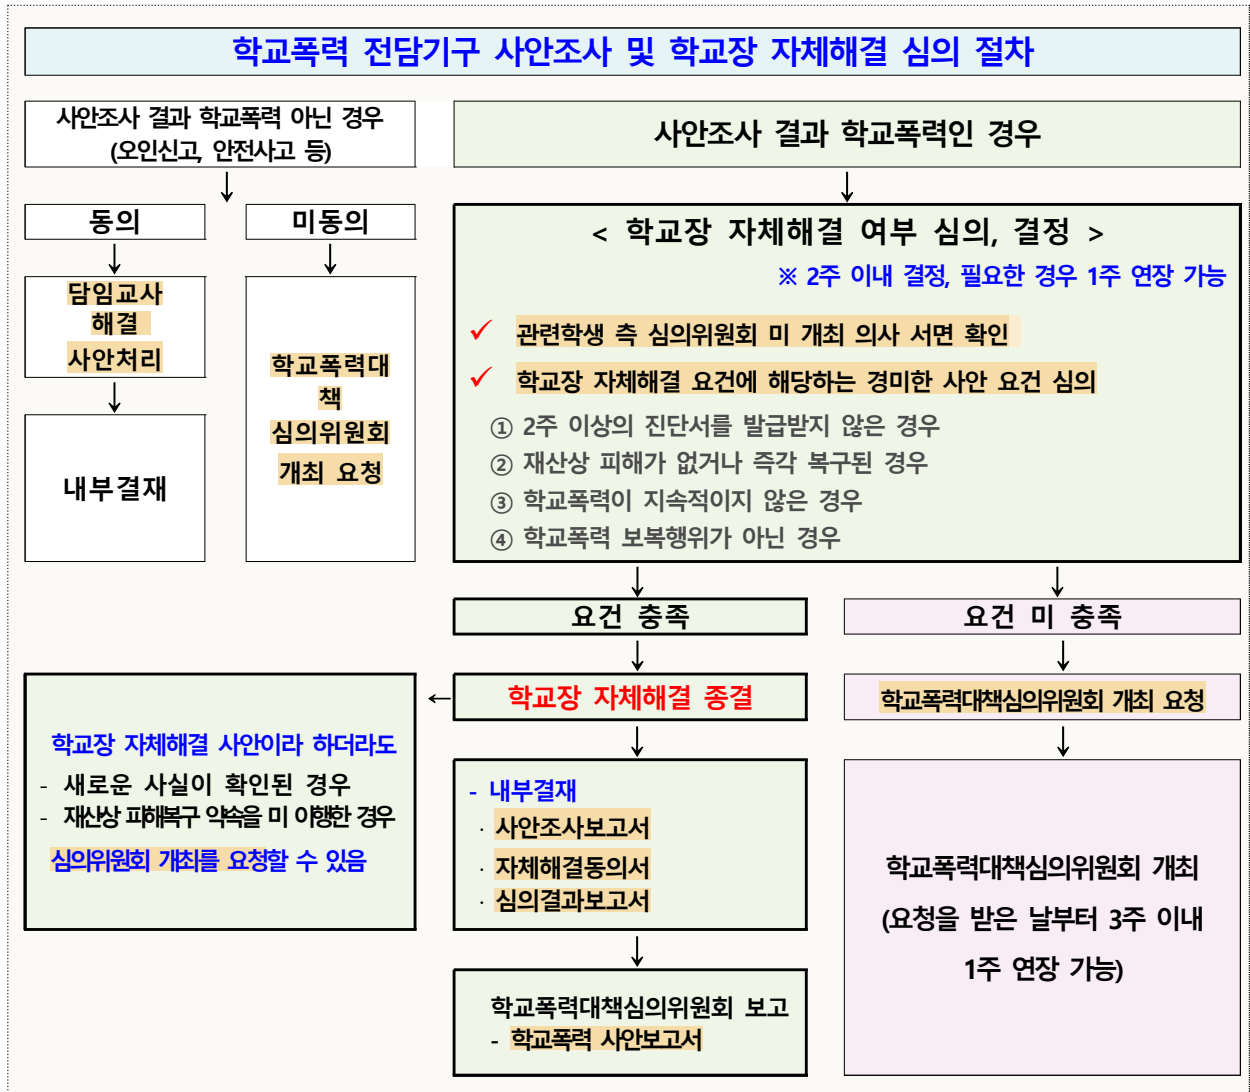 학교폭력 전담기구 사안조사 및 학교장 자체해결 심의 절차
사안조사 결과 학교폭력 아닌 경우
(오인신고, 안전사고 등)
사안조사 결과 학교폭력인 경우
동의
미동의
담임교사
해결
사안처리
내부결재
학교폭력대
책
심의위원회
개최 요청
< 학교장 자체해결 여부 심의, 결정 >
※ 2주 이내 결정, 필요한 경우 1주 연장 가능
✓ 관련학생 측 심의위원회 미 개최 의사 서면 확인
✓ 학교장 자체해결 요건에 해당하는 경미한 사안 요건 심의
① 2주 이상의 진단서를 발급받지 않은 경우
② 재산상 피해가 없거나 즉각 복구된 경우
③ 학교폭력이 지속적이지 않은 경우
④ 학교폭력 보복행위가 아닌 경우
요건 충족
요건 미 충족
학교장 자체해결 종결
학교폭력대책심의위원회 개최 요청
학교장 자체해결 사안이라 하더라도
- 새로운 사실이 확인된 경우
- 재산상 피해복구 약속을 미 이행한 경우
심의위원회 개최를 요청할 수 있음
- 내부결재
· 사안조사보고서
· 자체해결동의서
· 심의결과보고서
학교폭력대책심의위원회 보고
- 학교폭력 사안보고서
학교폭력대책심의위원회 개최
(요청을 받은 날부터 3주 이내
1주 연장 가능)